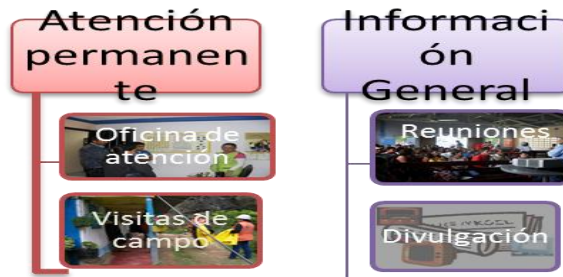 Atención
permanen
te
Oficina de
atención
Visitas de
campo
Informaci
ón
General
Reuniones
Divulgación